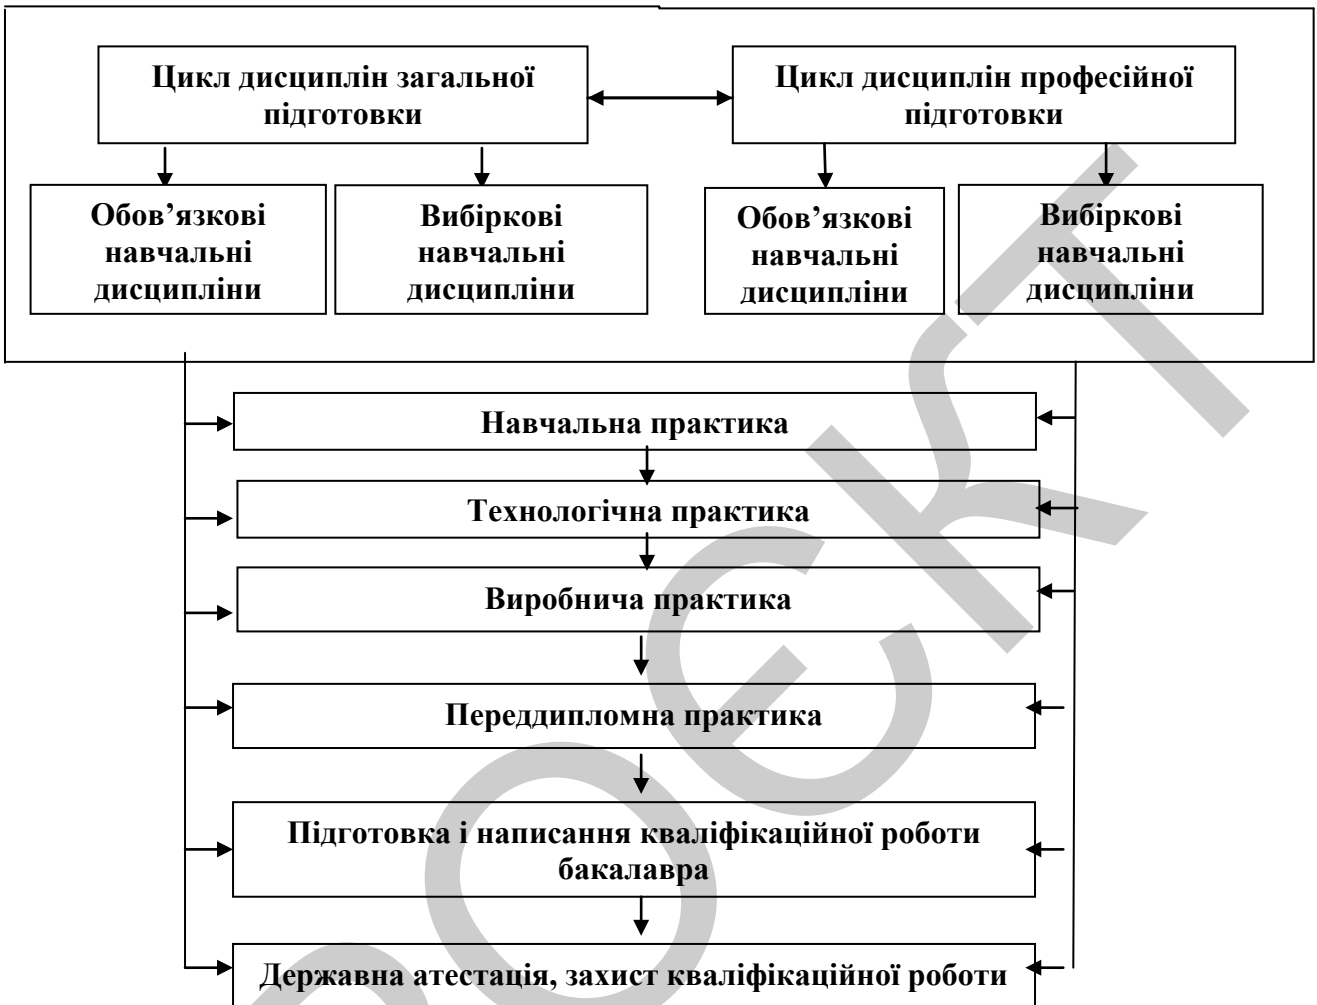 Цикл дисциплін загальної
підготовки
Цикл дисциплін професійної
підготовки
Обов’язкові
навчальні
дисципліни
Вибіркові
навчальні
дисципліни
Обов’язкові
навчальні
дисципліни
Вибіркові
навчальні
дисципліни
Навчальна практика
Технологічна практика
Виробнича практика
Переддипломна практика
Підготовка і написання кваліфікаційної роботи
бакалавра
Державна атестація, захист кваліфікаційної роботи
ОЄКТ